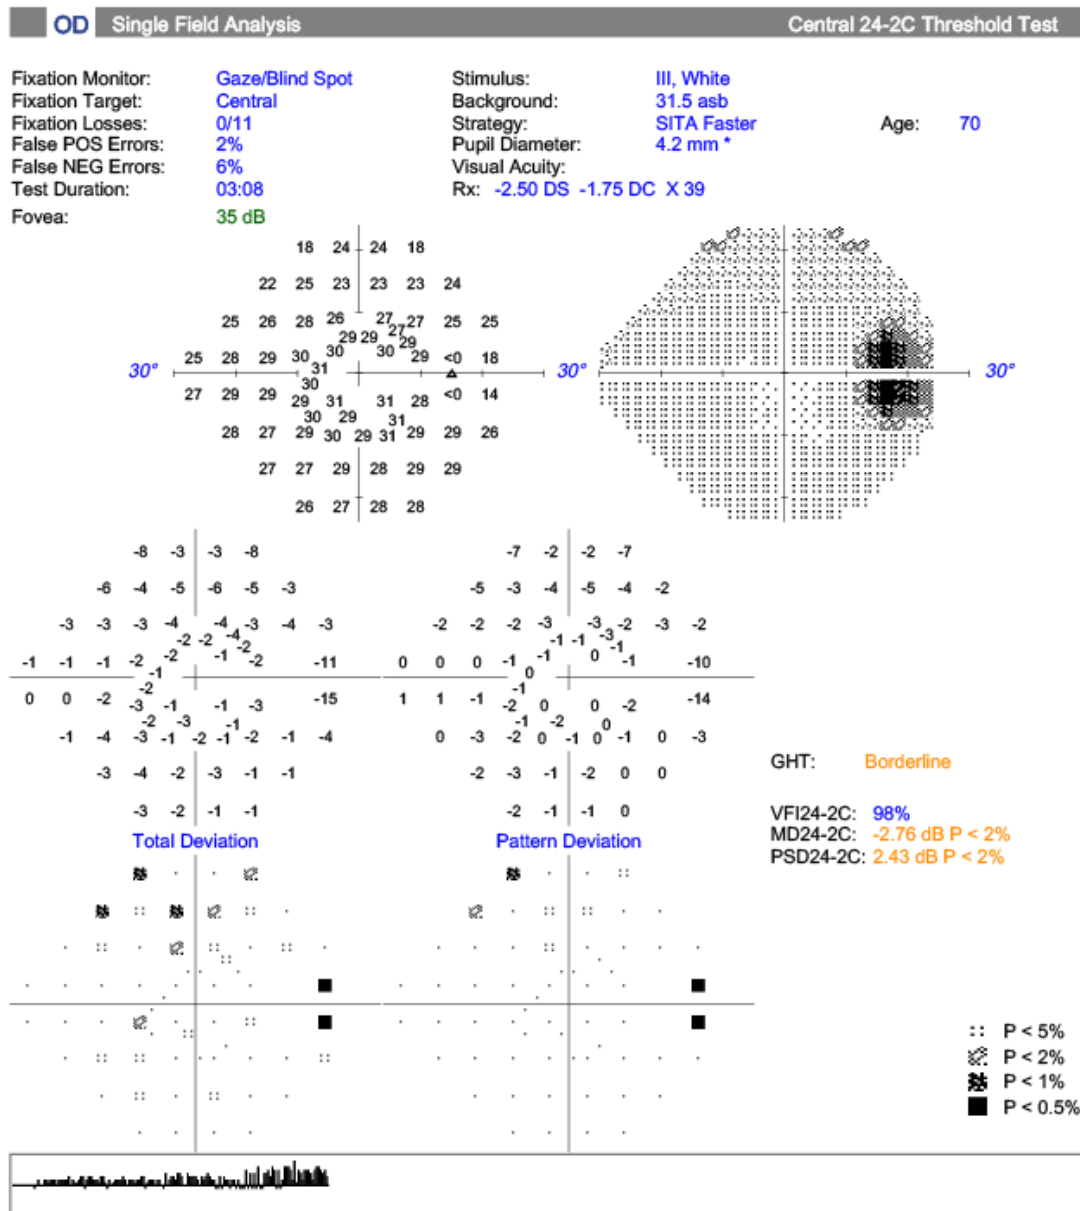 OD Single Field Analysis Central 24-2C Threshold Test
Fixation Monitor: Gaze/Blind Spot Stimulus: III, White
Fixation Target: Central Background: 31.5 asb
Fixation Losses: 0/11 Strategy: SITA Faster Age: 70
False POS Errors: 2% Pupil Diameter: 4.2 mm *
False NEG Errors: 6% Visual Acuity:
Test Duration: 03:08 Rx: -2.50 DS -1.75 DC X 39
Fovea: 35 dB
18 24 24 18
22 25 23 23 23 24
25 26 28 26 27 27 25 25
27
29 29 29
25 28 29 30 30 30 29 <0 18
31
30° 30° 30°
30
27 29 29 29 31 31 28 <0 14
30 29 31
28 27 29 30 29 31 29 29 26
27 27 29 28 29 29
26 27 28 28
-8 -3 -3 -8
-6 -4 -5 -6 -5 -3
-3 -3 -3 -4 -4 -3 -4 -3
-4
-2 -2 -2
-1 -1 -1 -2 -2 -1 -2 -11
-1
-2
0 0 -2 -3 -1 -1 -3 -15
-2 -3 -1
-1 -4 -3 -1 -2 -1 -2 -1 -4
-3 -4 -2 -3 -1 -1
-3 -2 -1 -1
Total Deviation
-7 -2 -2 -7
-5 -3 -4 -5 -4 -2
-2 -2 -2 -3 -3 -2 -3 -2
-3
-1 -1 -1
0 0 0 -1 -1 0 -1 -10
0
-1
1 1 -1 -2 0 0 -2 -14
-1 -2 0
0 -3 -2 0 -1 0 -1 0 -3
-2 -3 -1 -2 0 0
-2 -1 -1 0
Pattern Deviation
GHT: Borderline
VFI24-2C: 98%
MD24-2C: -2.76 dB P < 2%
PSD24-2C: 2.43 dB P < 2%
P < 5%
P < 2%
P < 1%
P < 0.5%